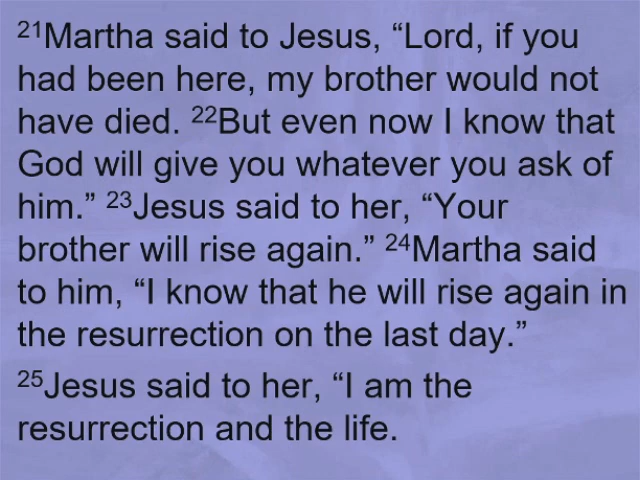 ²¹Martha said to Jesus, “Lord, if you
had been here, my brother would not
have died. ²²But even now I know that
God will give you whatever you ask of
him.” ²³Jesus said to her, “Your
brother will rise again.” ²⁴Martha said
to him, “I know that he will rise again in
the resurrection on the last day.”
²⁵Jesus said to her, “I am the
resurrection and the life.